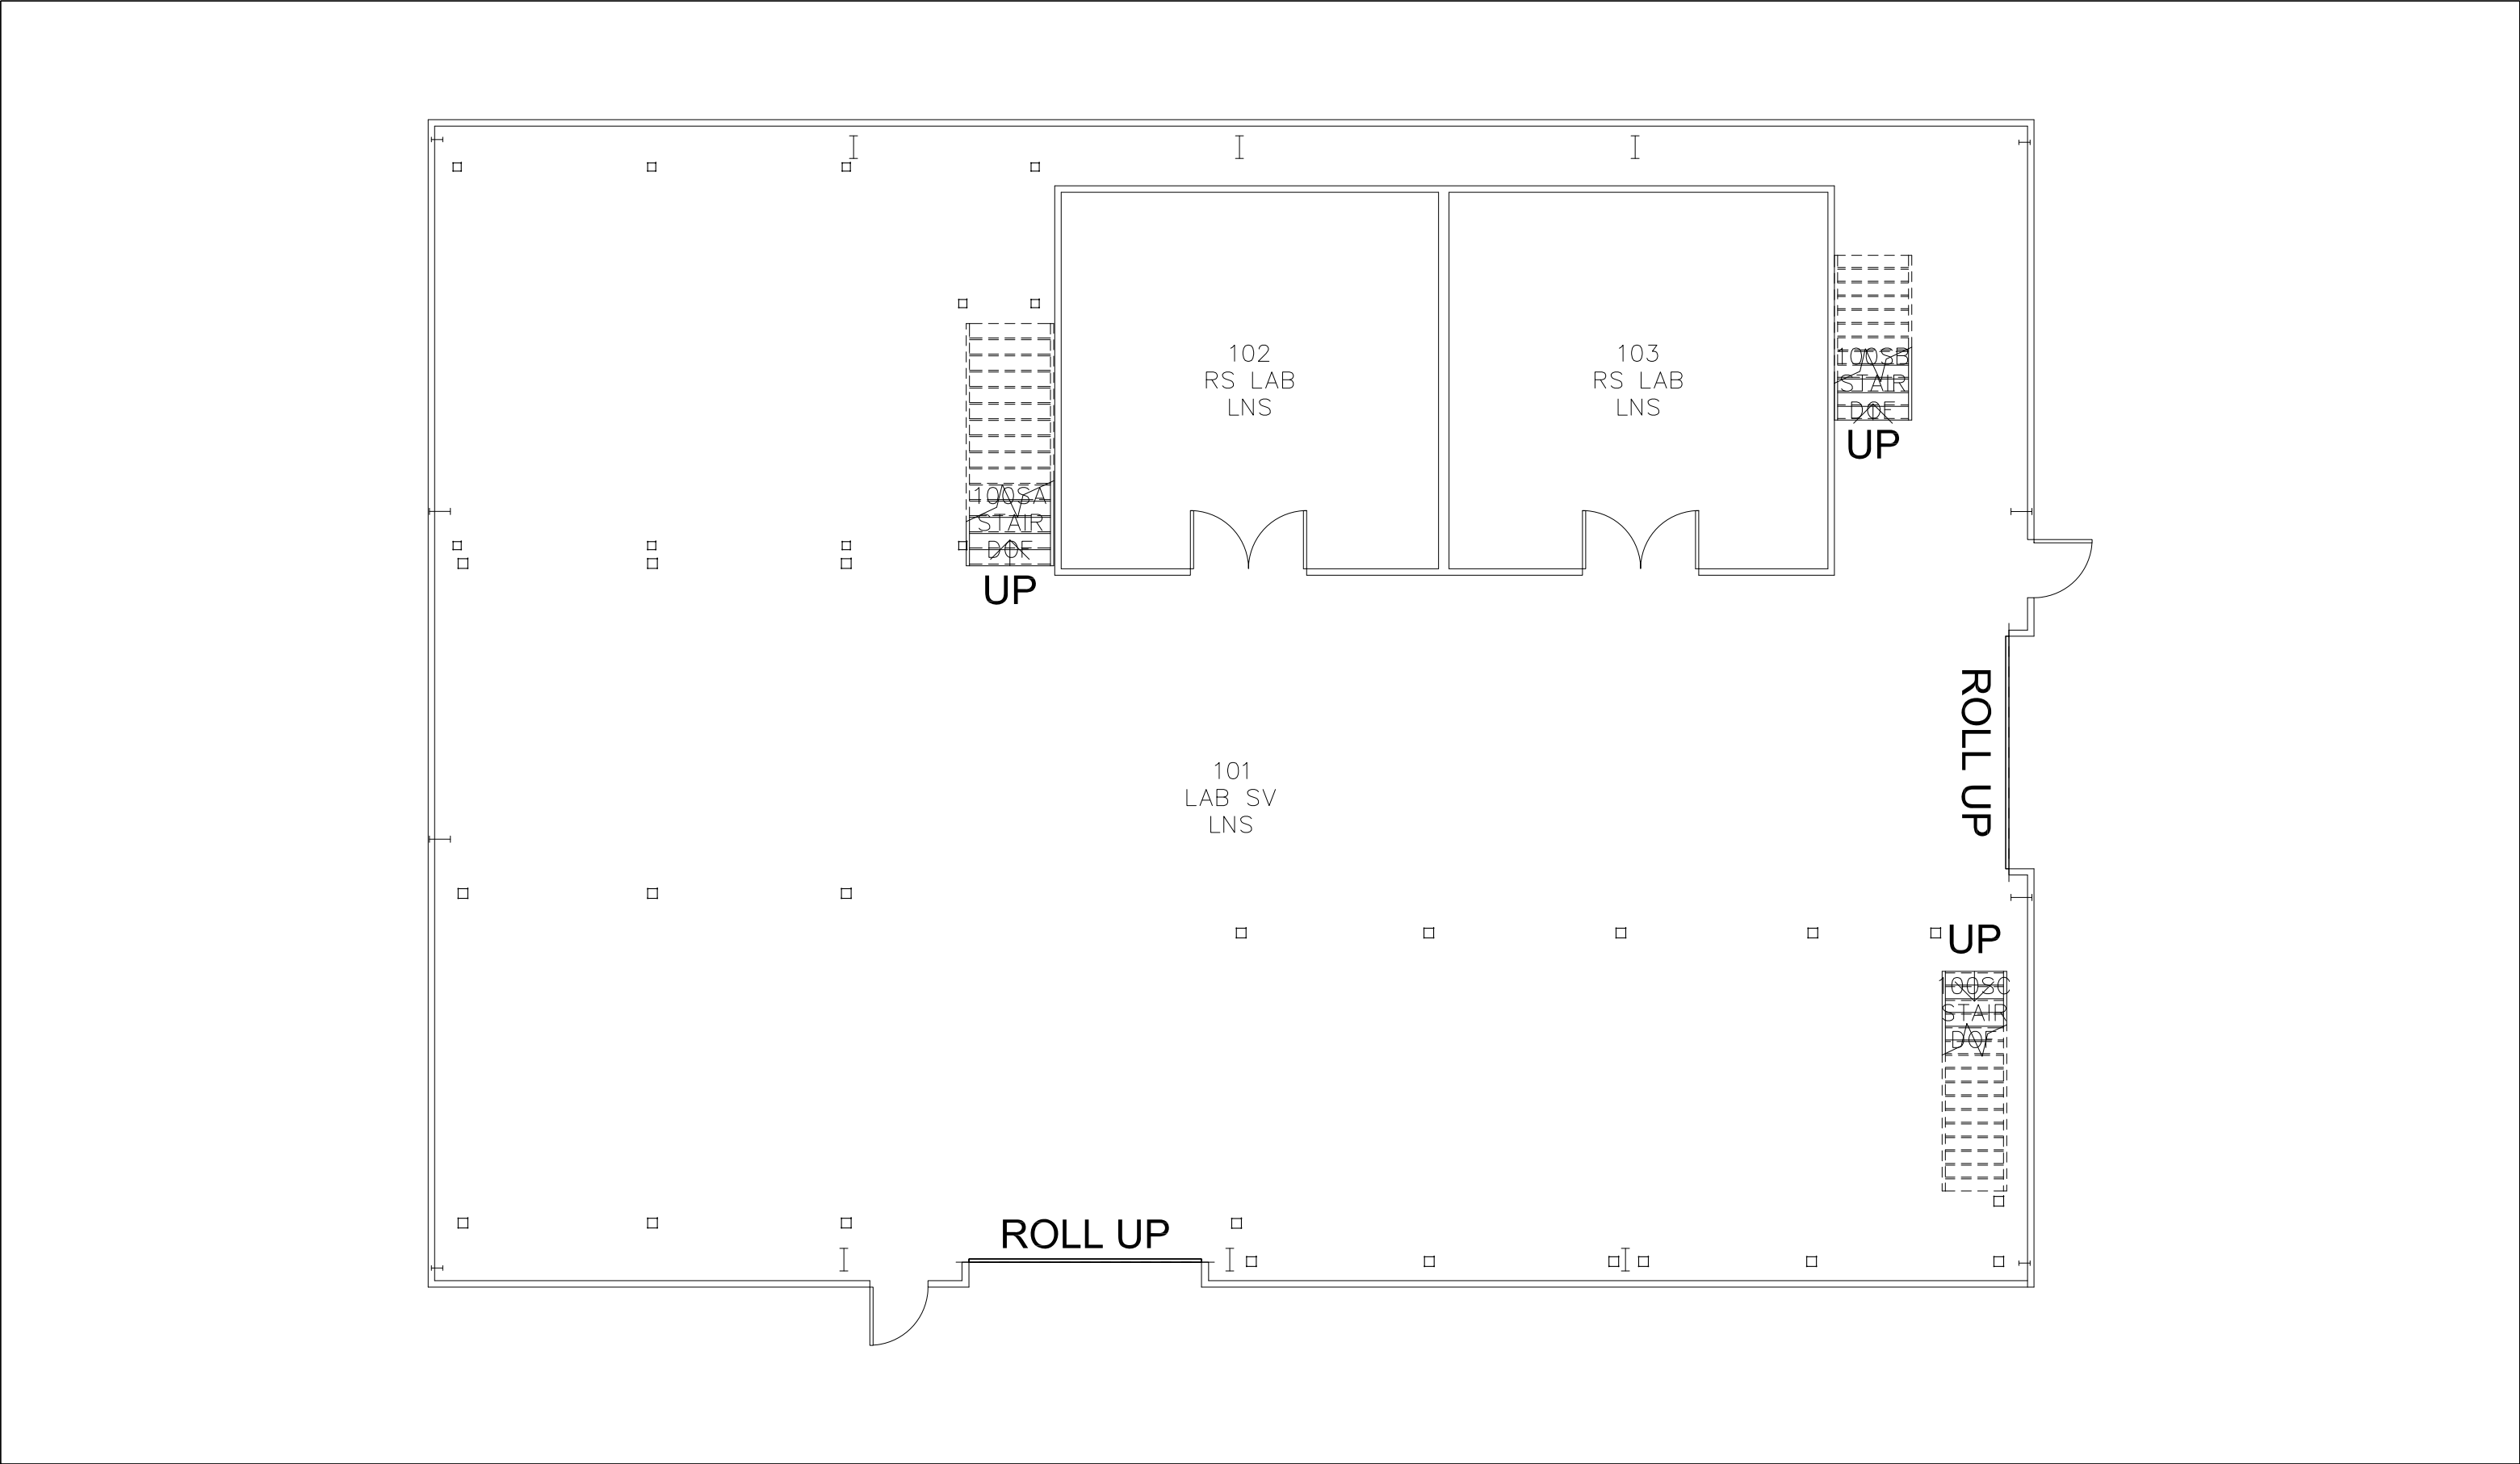 102
RS LAB
LNS
103
RS LAB
LNS
100SB
STAIR
DOF
UP
100SA
STAIR
DOF
UP
ROLL UP
101
LAB SV
LNS
UP
100SC
STAIR
DOF
ROLL UP